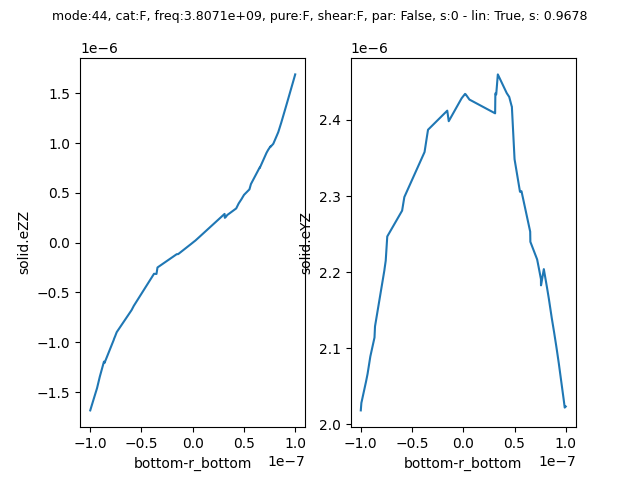 mode:44, cat:F, freq:3.8071e+09, pure:F, shear:F, par: False, s:0 - lin: True, s: 0.9678
1e−6
1.5
1.0
0.5
0.0
−0.5
−1.0
−1.5
solid.eZZ
−1.0
−0.5
0.0
0.5
1.0
bottom-r_bottom
1e−7
1e−6
2.4
2.3
2.2
2.1
2.0
solid.eYZ
−1.0
−0.5
0.0
0.5
1.0
bottom-r_bottom
1e−7